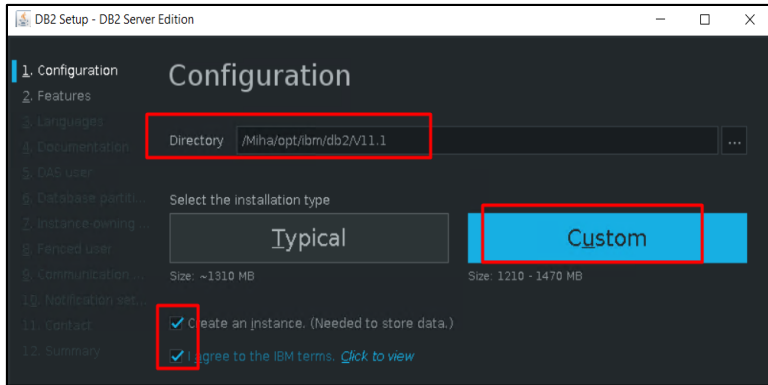 DB2 Setup - DB2 Server Edition
1. Configuration
2. Features
3. Languages
4. Documentation
5. DAS user
6. Database partiti...
7. Instance-owning ...
8. Fenced user
9. Communication ...
10. Notification ser...
11. Contact
12. Summary
Configuration
Directory /Miha/opt/ibm/db2/V11.1 ...
Select the installation type
Typical Custom
Size: ~1310 MB Size: 1210 - 1470 MB
Create an instance. (Needed to store data.)
I agree to the IBM terms. Click to view